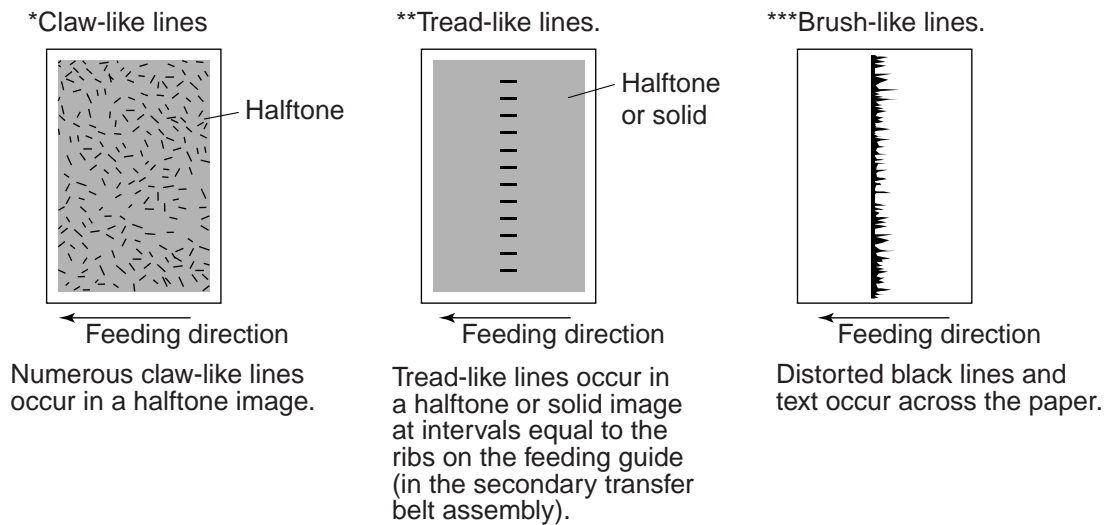 *Claw-like lines
Halftone
Feeding direction
Numerous claw-like lines
occur in a halftone image.
**Tread-like lines.
Halftone
or solid
Feeding direction
Tread-like lines occur in
a halftone or solid image
at intervals equal to the
ribs on the feeding guide
(in the secondary transfer
belt assembly).
***Brush-like lines.
Feeding direction
Distorted black lines and
text occur across the paper.